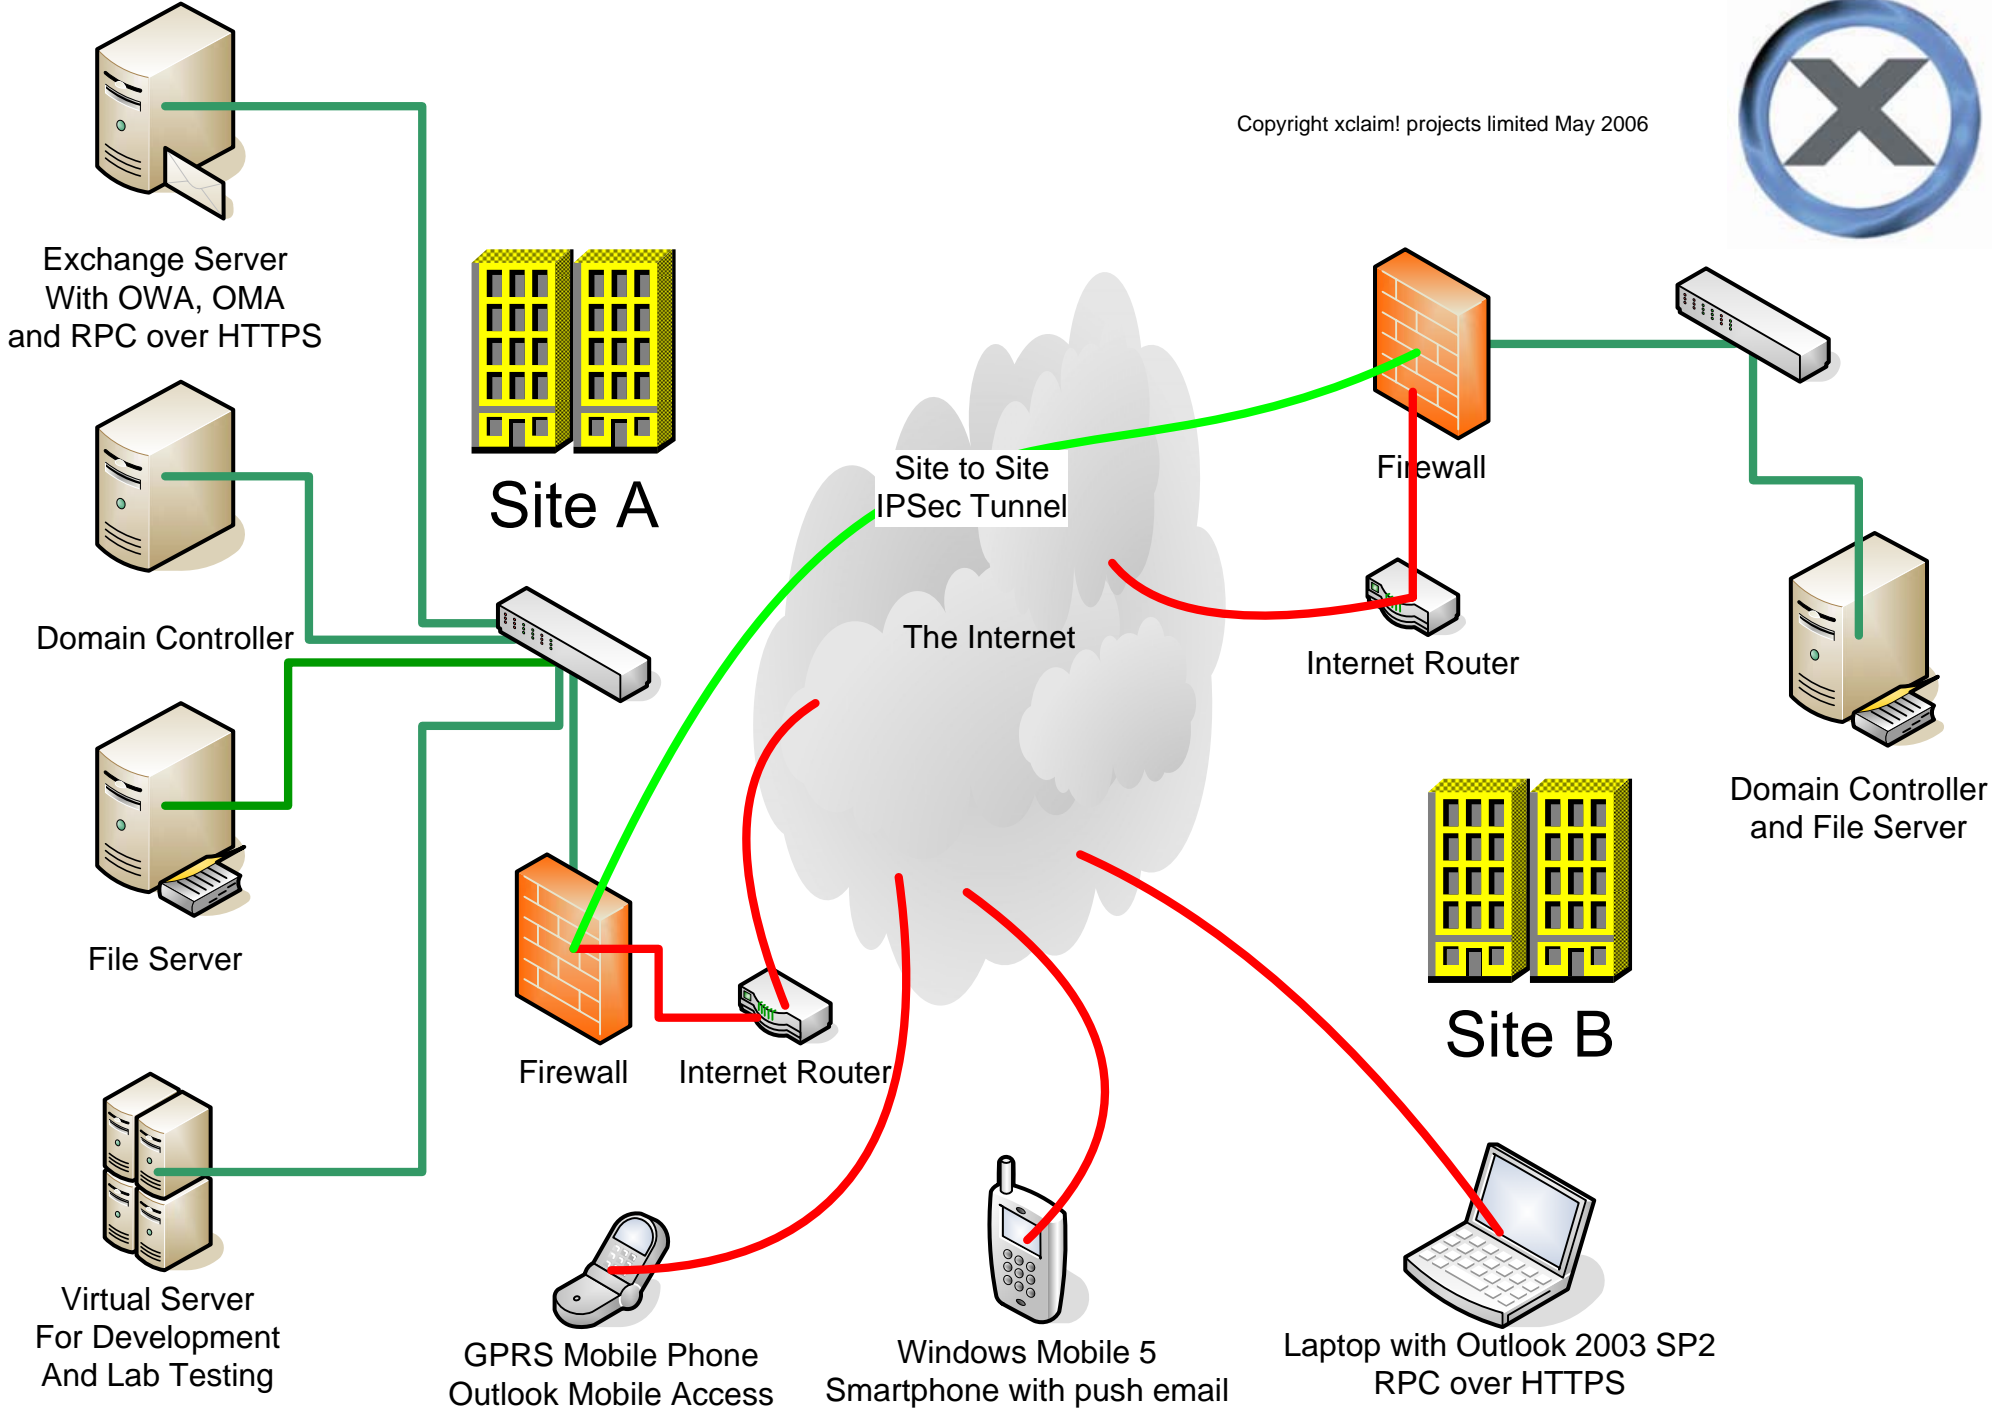 Copyright xclaim! projects limited May 2006
X
Exchange Server
With OWA, OMA
and RPC over HTTPS
Site A
Site to Site
IPSec Tunnel
Firewall
Domain Controller
The Internet
Internet Router
Domain Controller
and File Server
File Server
Firewall
Internet Router
Site B
Virtual Server
For Development
And Lab Testing
GPRS Mobile Phone
Outlook Mobile Access
Windows Mobile 5
Smartphone with push email
Laptop with Outlook 2003 SP2
RPC over HTTPS